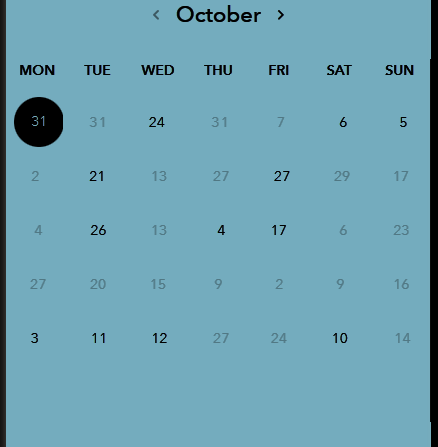 ‹ October ›
MON TUE WED THU FRI SAT SUN
31 31 24 31 7 6 5
2 21 13 27 27 29 17
4 26 13 4 17 6 23
27 20 15 9 2 9 16
3 11 12 27 24 10 14